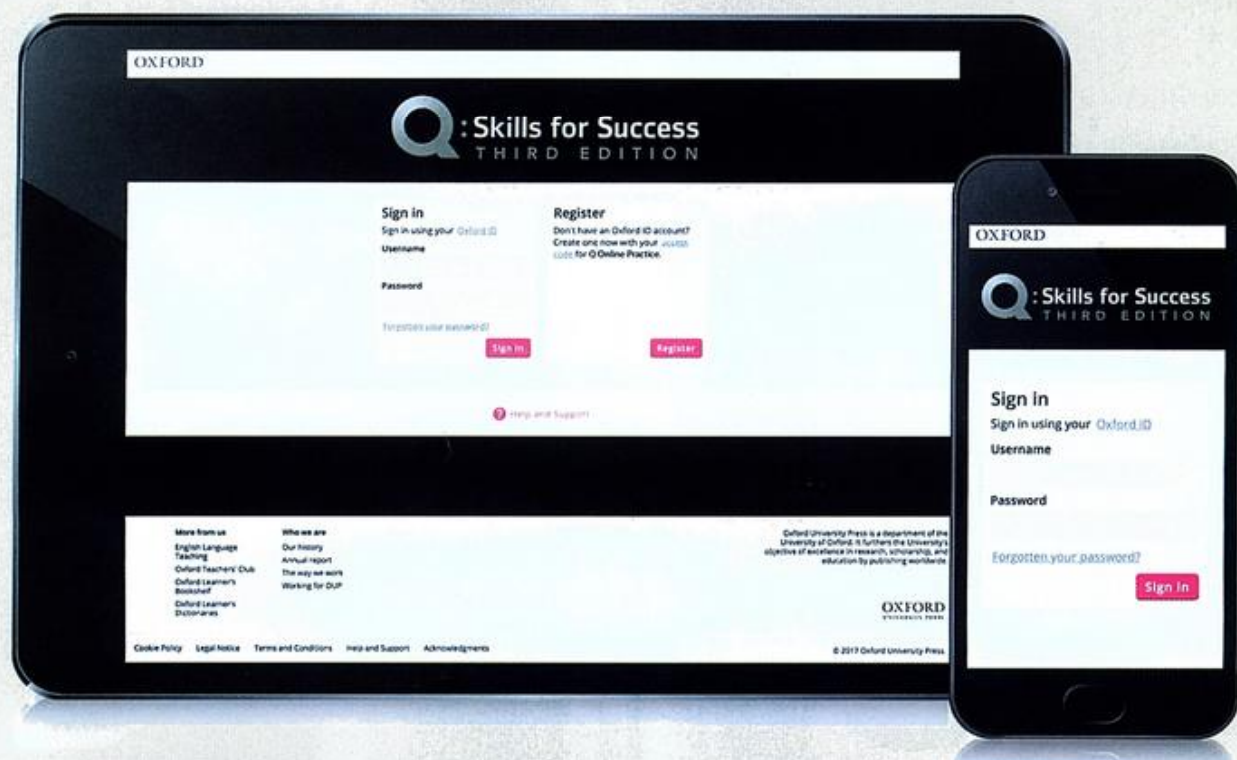 OXFORD
Q: Skills for Success
THIRD EDITION
Sign in
Sign in using your Oxford ID
Username
Password
Forgotten your password?
Sign in
Register
Don't have an Oxford ID account?
Create one now with your access
code for Q Online Practice.
Register
? Help and Support
More from us
English Language
Teaching
Oxford Teachers' Club
Oxford Learner's
Bookshelf
Oxford Learner's
Dictionaries
Who we are
Our history
Annual report
The way we work
Working for OUP
Oxford University Press is a department of the
University of Oxford. It furthers the University's
objective of excellence in research, scholarship, and
education by publishing worldwide.
OXFORD
UNIVERSITY PRESS
Cookie Policy Legal Notice Terms and Conditions Help and Support Acknowledgments
© 2017 Oxford University Press
OXFORD
Q: Skills for Success
THIRD EDITION
Sign in
Sign in using your Oxford ID
Username
Password
Forgotten your password?
Sign in